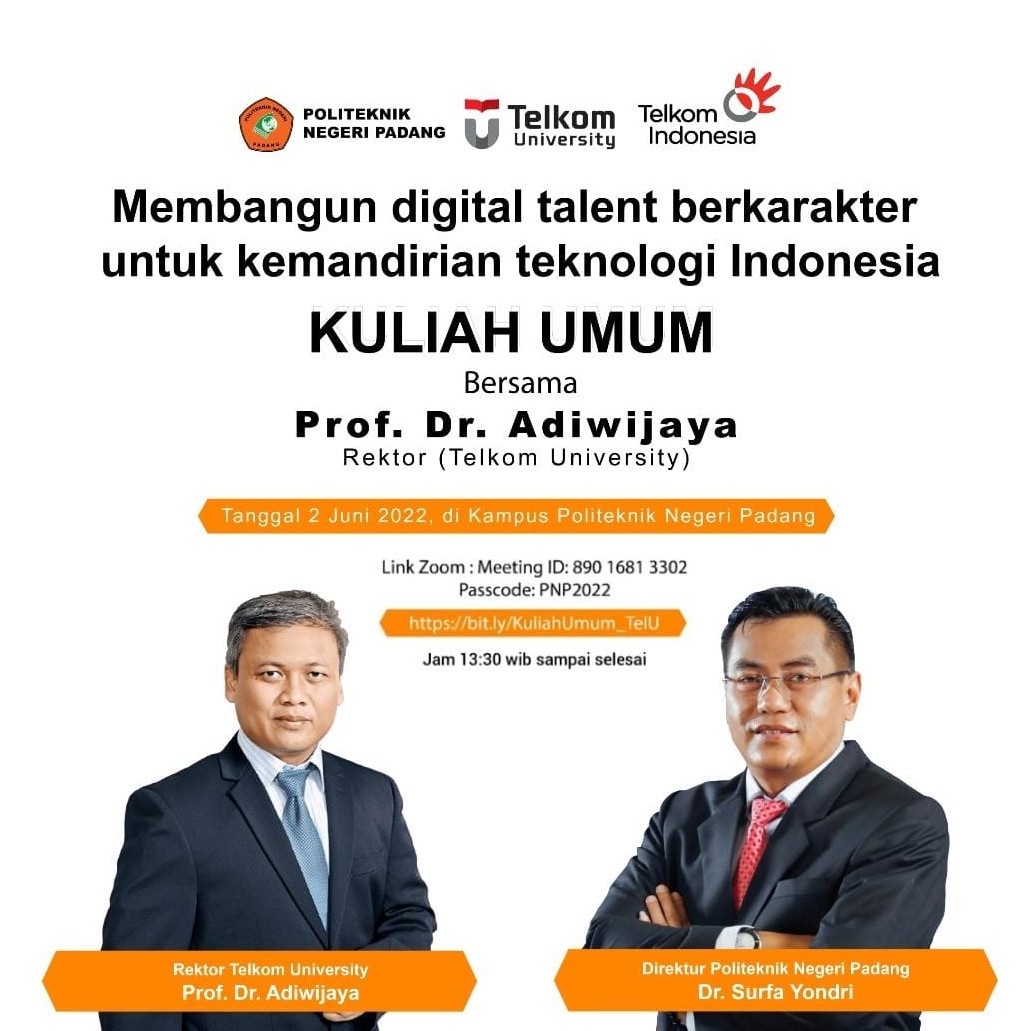 POLITEKNIK
NEGERI PADANG
POLITEKNIK NEGERI
PADANG
Telkom
University
Telkom
Indonesia
Membangun digital talent berkarakter
untuk kemandirian teknologi Indonesia
KULIAH UMUM
Bersama
Prof. Dr. Adiwijaya
Rektor (Telkom University)
Tanggal 2 Juni 2022, di Kampus Politeknik Negeri Padang
Link Zoom : Meeting ID: 890 1681 3302
Passcode: PNP2022
https://bit.ly/KuliahUmum_TelU
Jam 13:30 wib sampai selesai
Rektor Telkom University
Prof. Dr. Adiwijaya
Direktur Politeknik Negeri Padang
Dr. Surfa Yondri